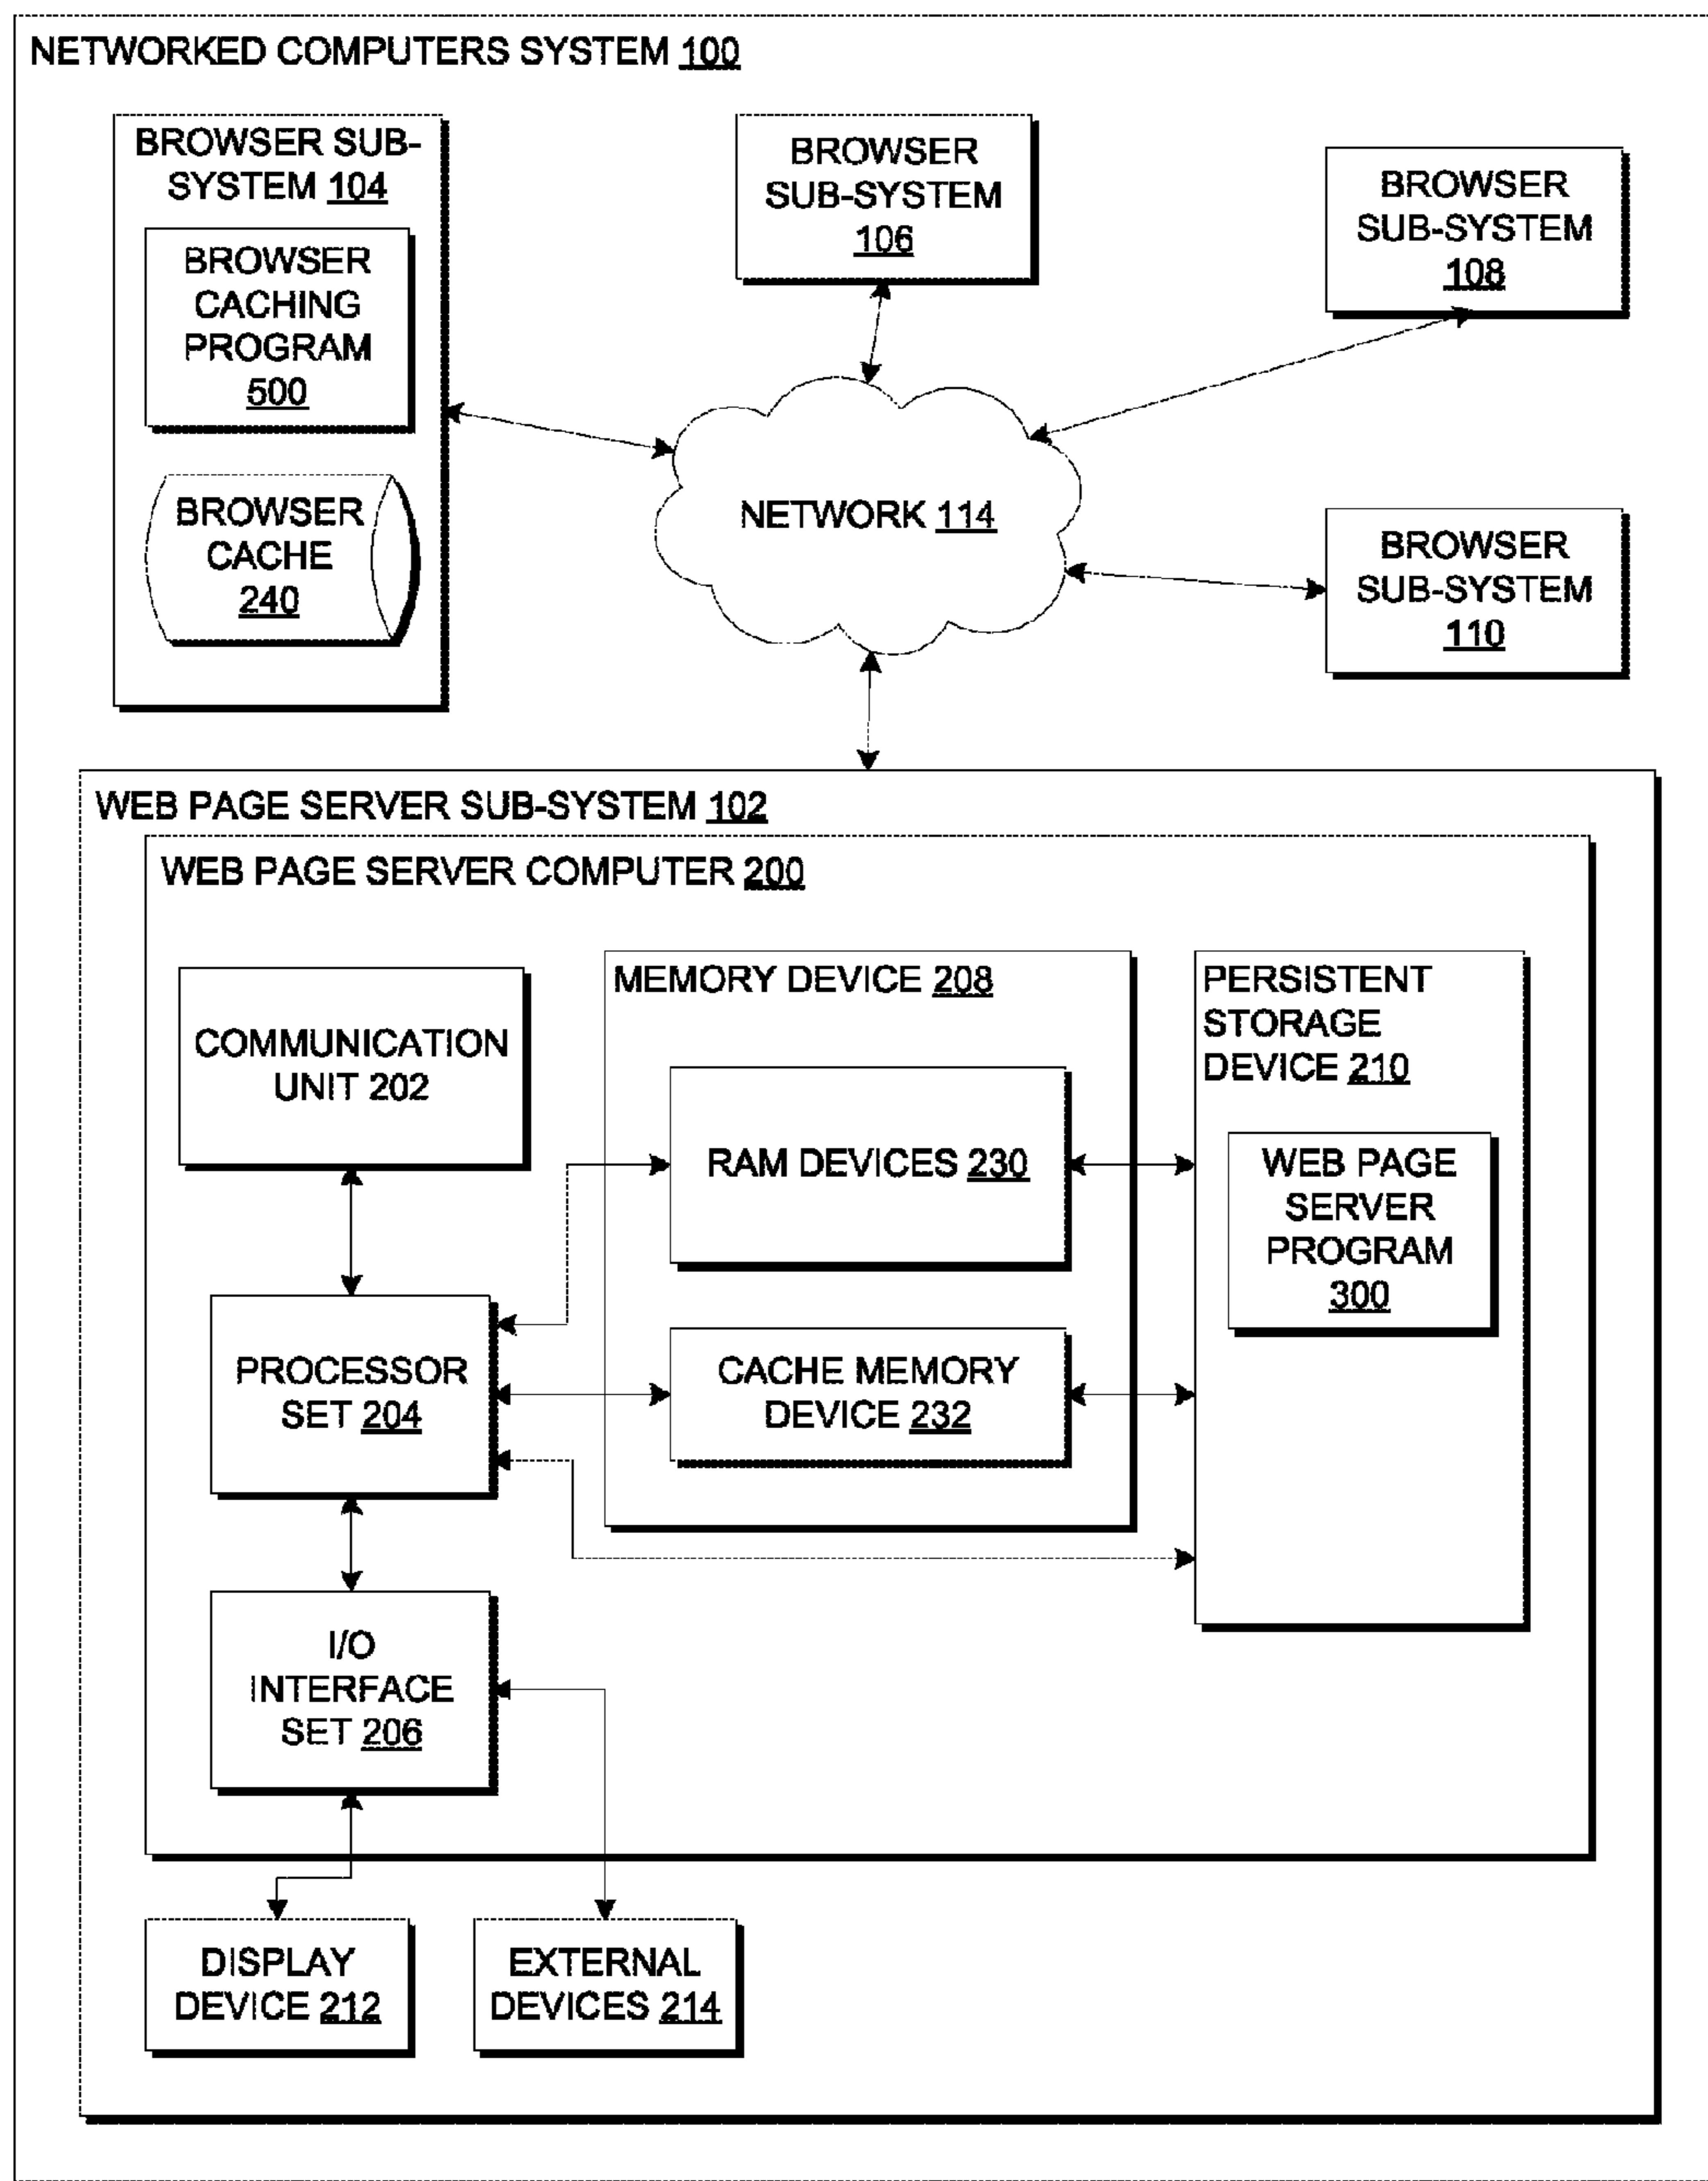 NETWORKED COMPUTERS SYSTEM 100
BROWSER SUB-
SYSTEM 104
BROWSER
CACHING
PROGRAM
500
BROWSER
CACHE
240
BROWSER
SUB-SYSTEM
106
BROWSER
SUB-SYSTEM
108
NETWORK 114
BROWSER
SUB-SYSTEM
110
WEB PAGE SERVER SUB-SYSTEM 102
WEB PAGE SERVER COMPUTER 200
COMMUNICATION
UNIT 202
MEMORY DEVICE 208
RAM DEVICES 230
PERSISTENT
STORAGE
DEVICE 210
WEB PAGE
SERVER
PROGRAM
300
PROCESSOR
SET 204
CACHE MEMORY
DEVICE 232
I/O
INTERFACE
SET 206
DISPLAY
DEVICE 212
EXTERNAL
DEVICES 214